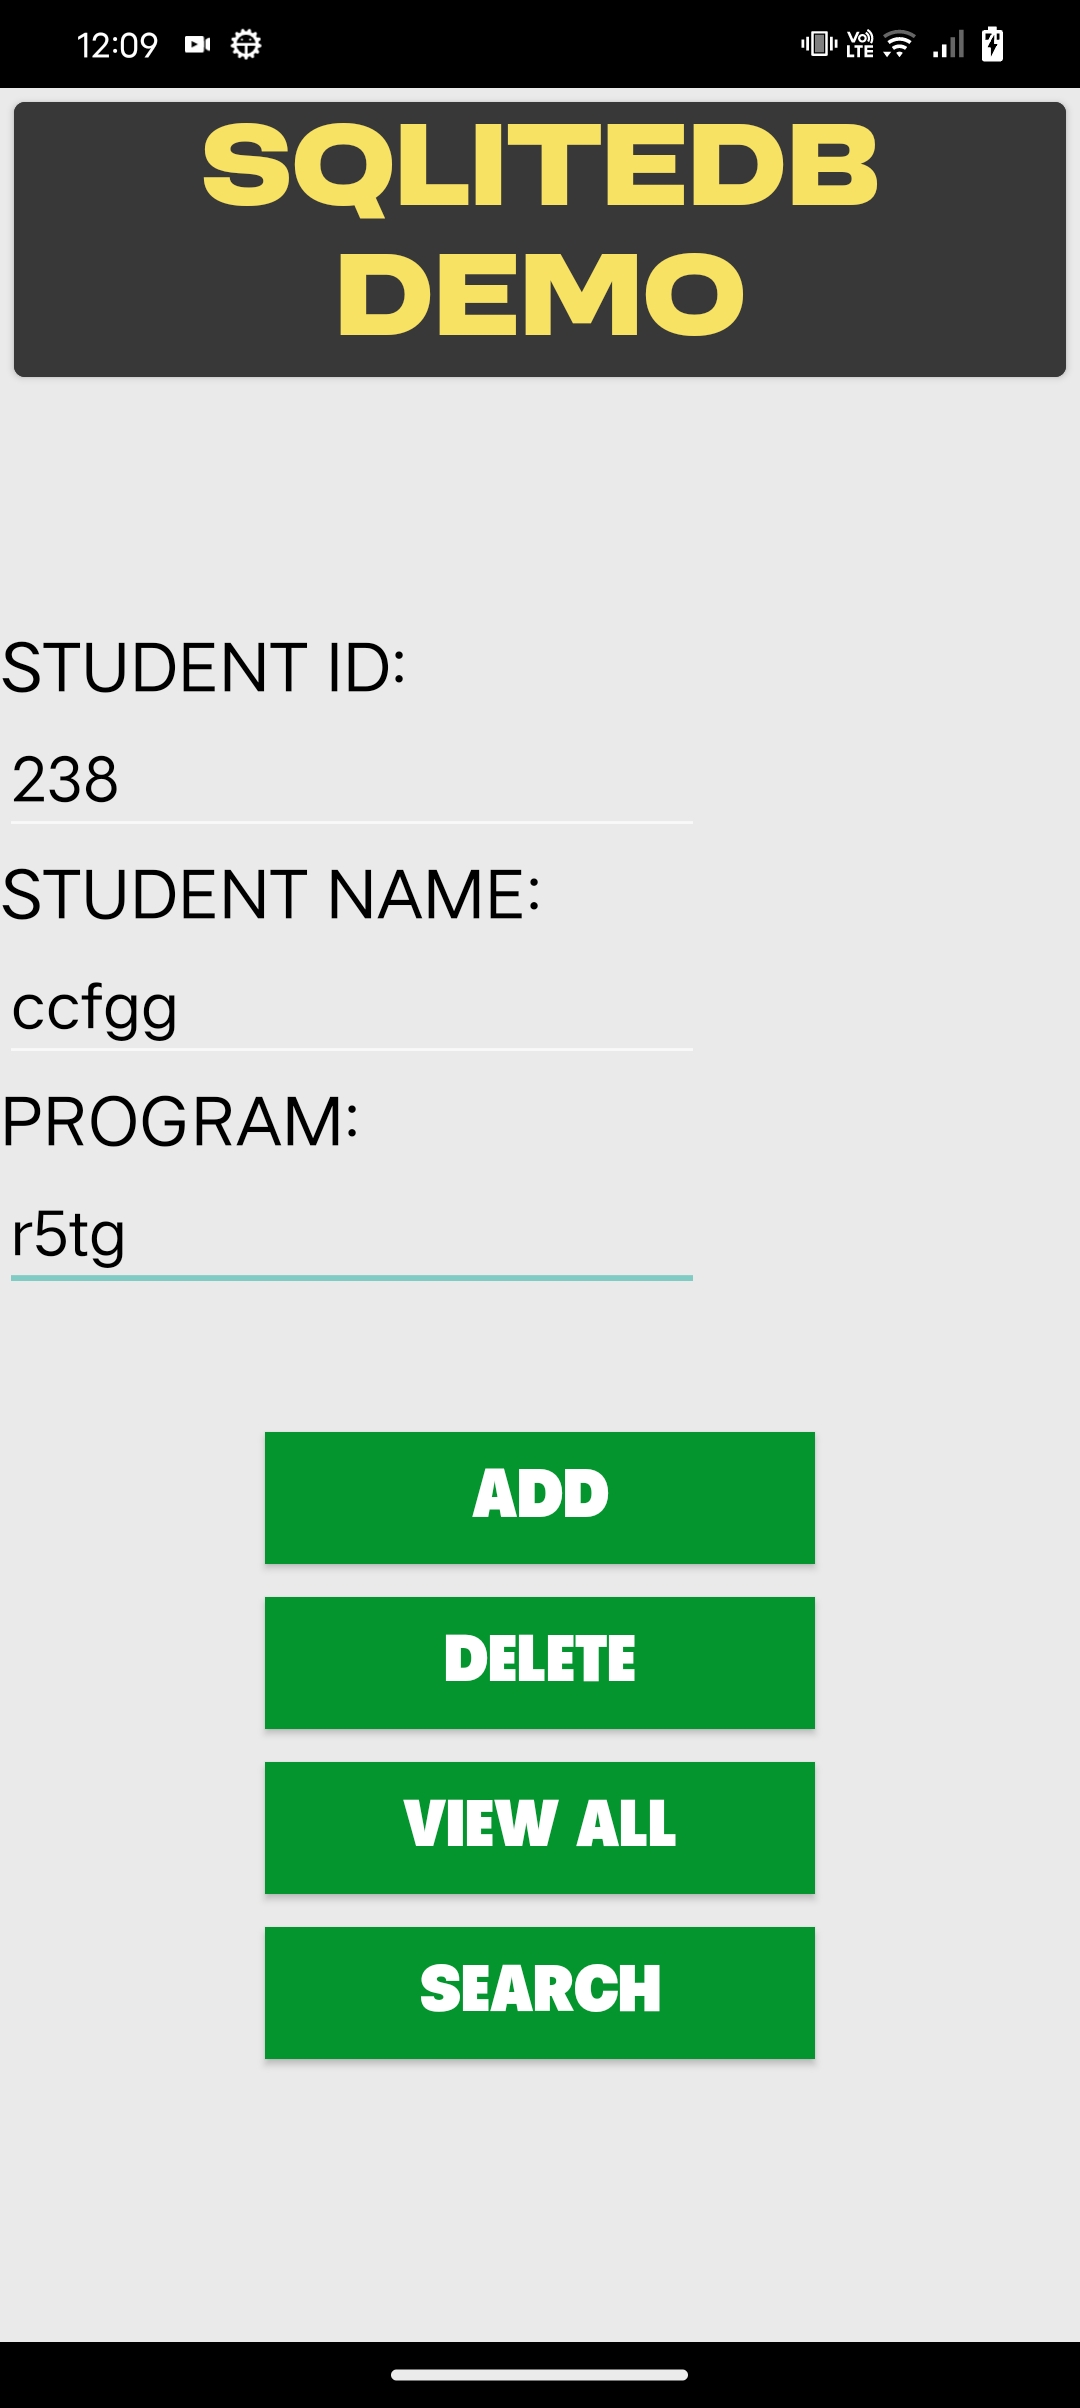 12:09
VO LTE
SQLITEDB
DEMO
STUDENT ID:
238
STUDENT NAME:
ccfgg
PROGRAM:
r5tg
ADD
DELETE
VIEW ALL
SEARCH